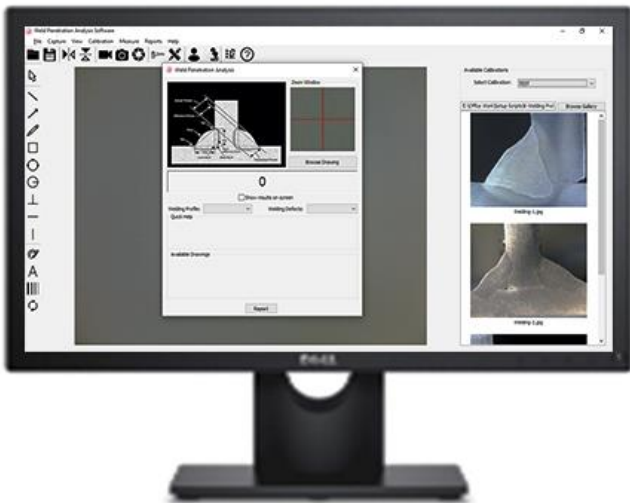 Weld Penetration Analysis Software
File Capture View Calibration Measure Reports Help
Weld Penetration Analysis
Zoom Window
Browse Drawing
0
Show results on screen
Welding Profile:
Welding Defects:
Quick Help
Available Drawings
Report
Available Calibrations
Select Calibration:
Browse Gallery
Welding 1.jpg
Welding 2.jpg
A